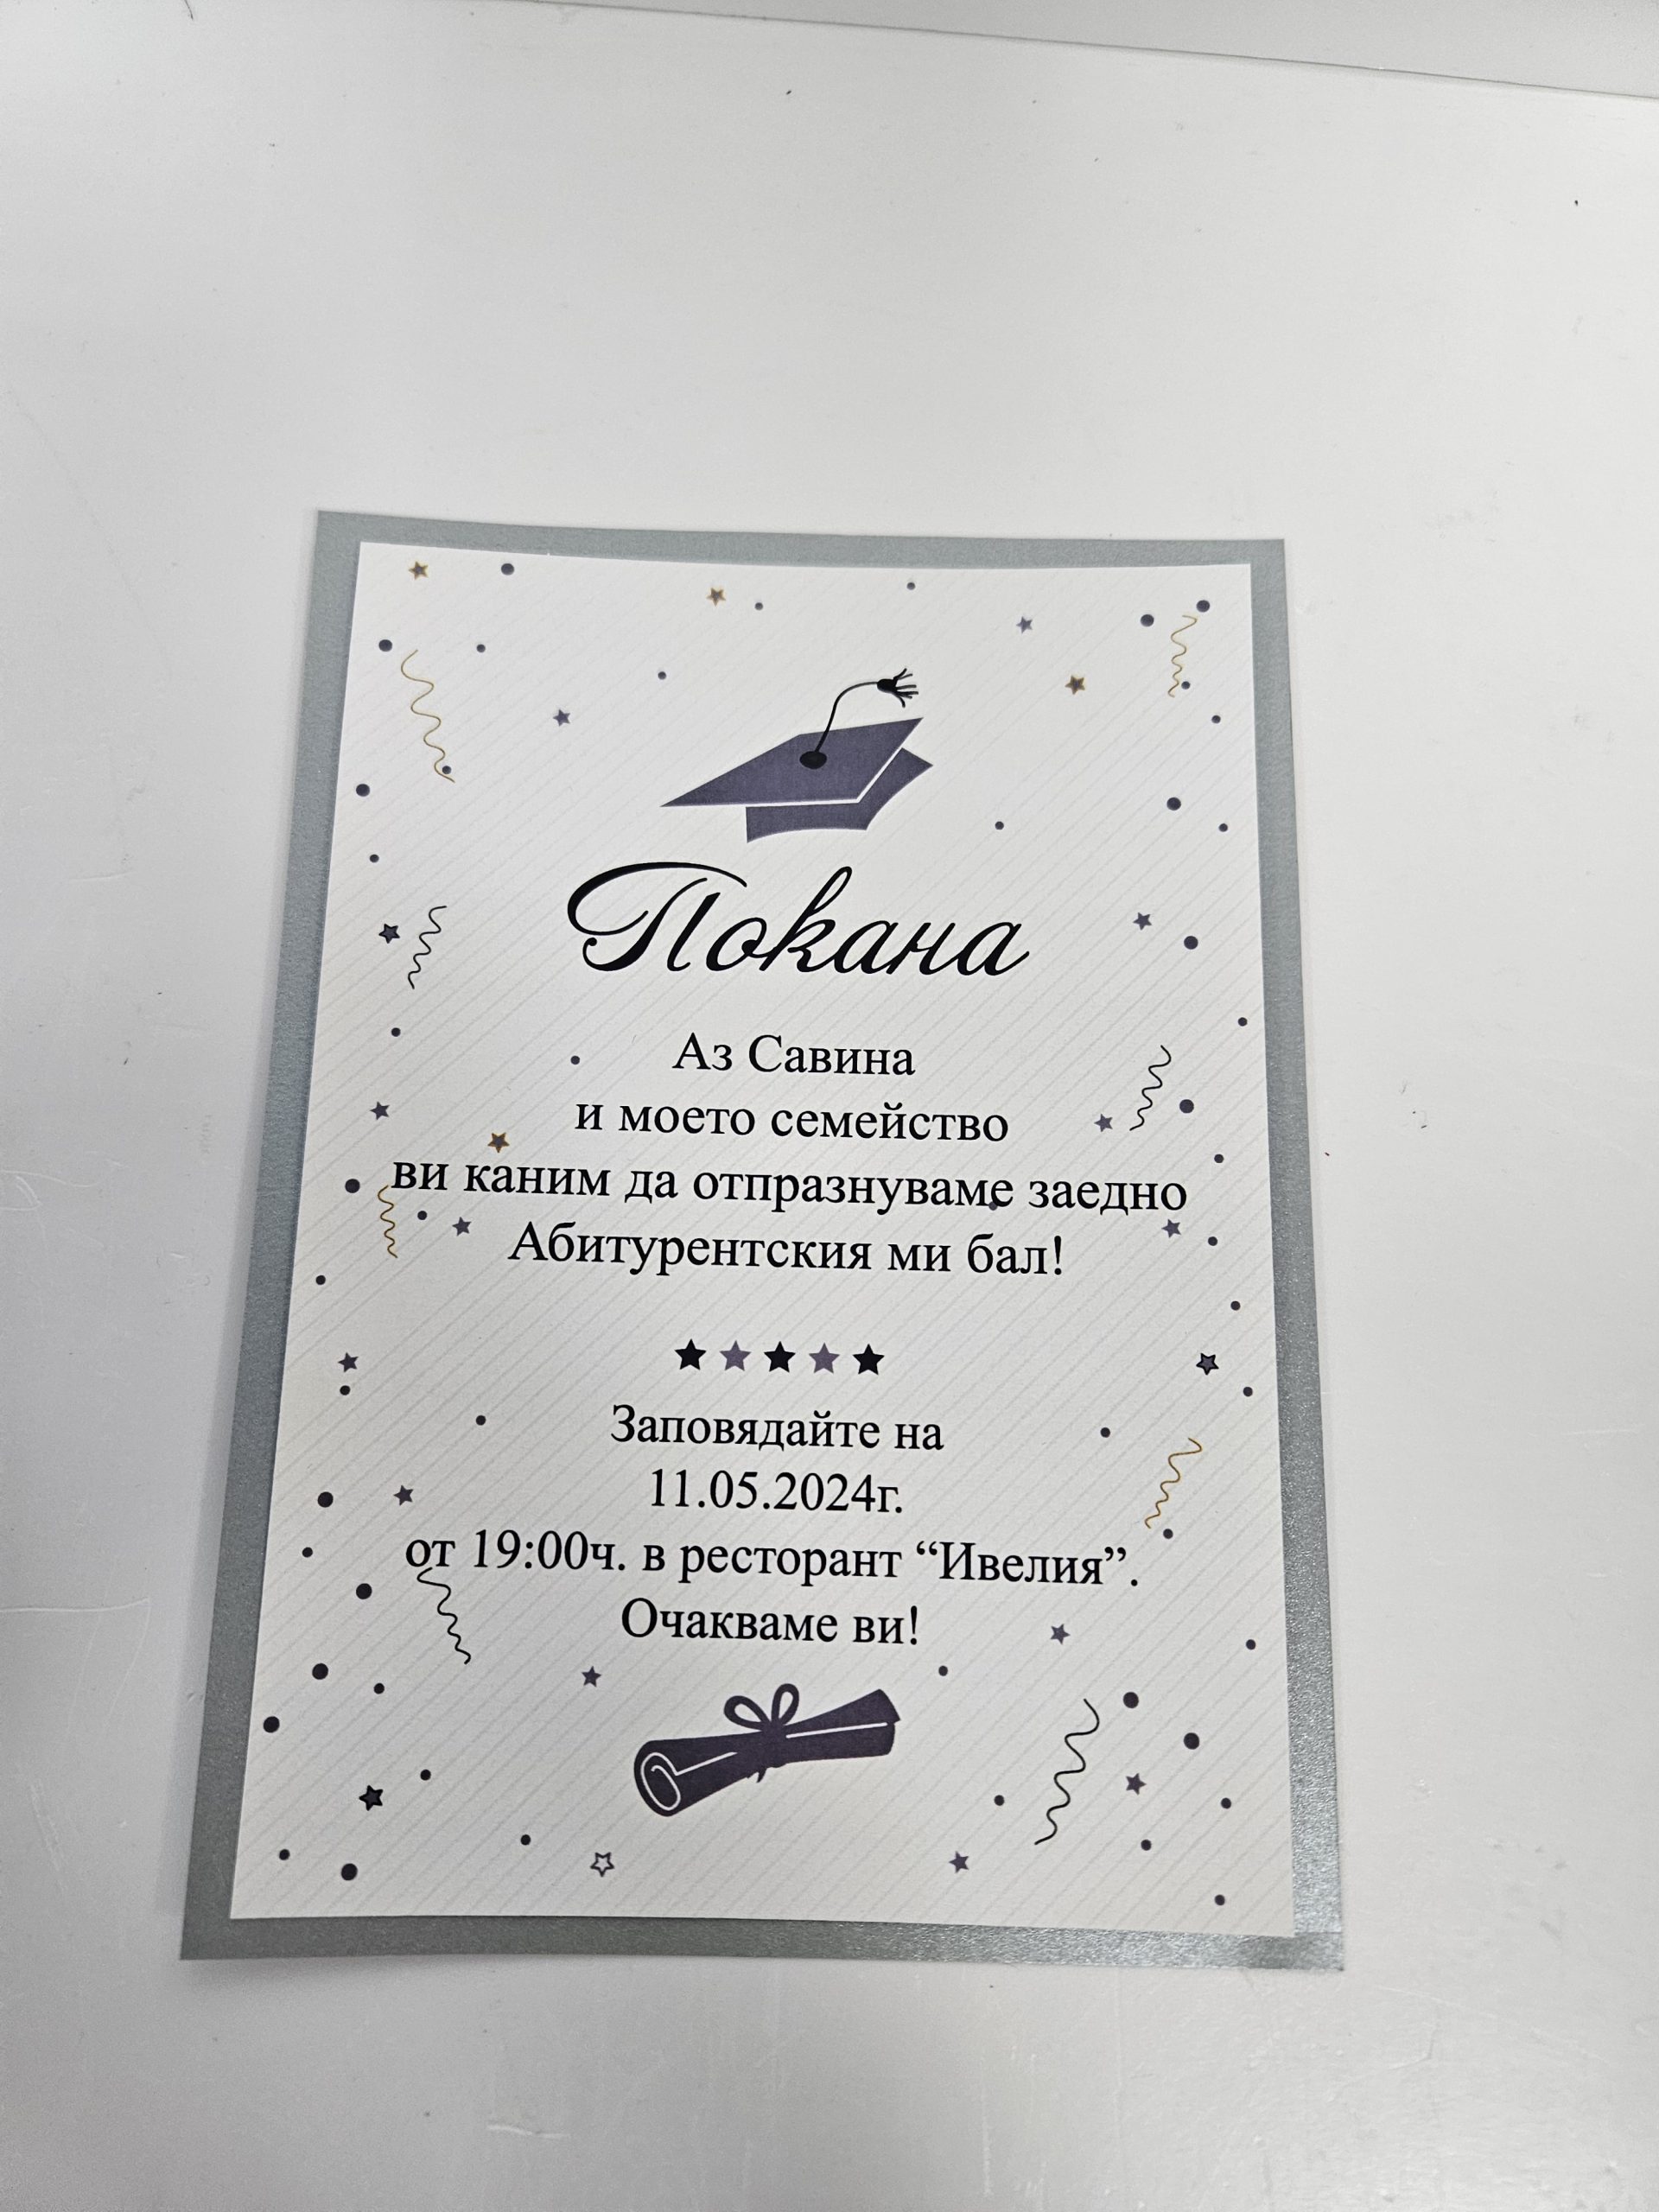 Покана
Аз Савина
и моето семейство
ви каним да отпразнуваме заедно
Абитурентския ми бал!
Заповядайте на
11.05.2024г.
от 19:00ч. в ресторант “Ивелия”.
Очакваме ви!